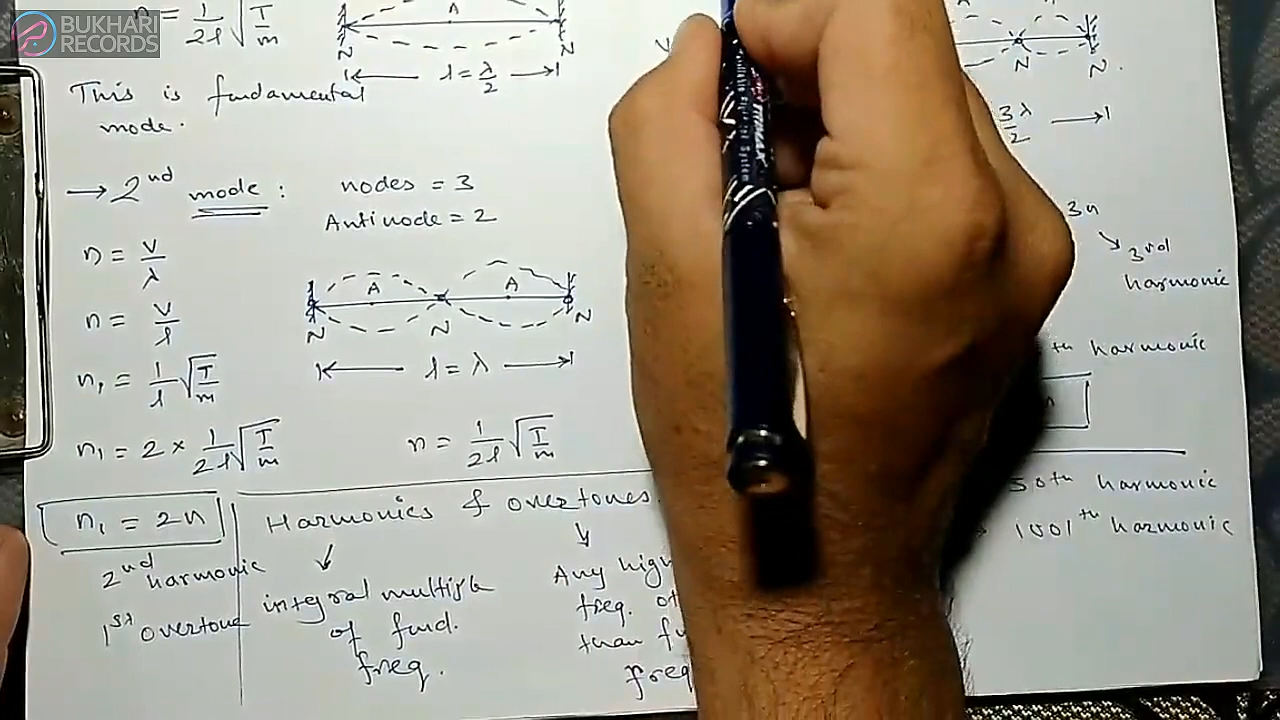 BUKHARI
RECORDS
n = 1/2l √T/m
A
N N
l = λ/2
This is fundamental
mode.
→ 2nd mode : nodes = 3
Antinode = 2
n = v/λ
n = v/l
n₁ = 1/l √T/m
n₁ = 2 × 1/2l √T/m
n₁ = 2n
2nd harmonic
1st overtone
A A
N N N
l = λ
n = 1/2l √T/m
Harmonics & overtones.
integral multiple
of fund.
freq.
Any high
freq. ot
than fu
freq
N N.
3λ/2
3n
3rd
harmonic
th harmonic
n
50th harmonic
1001th harmonic